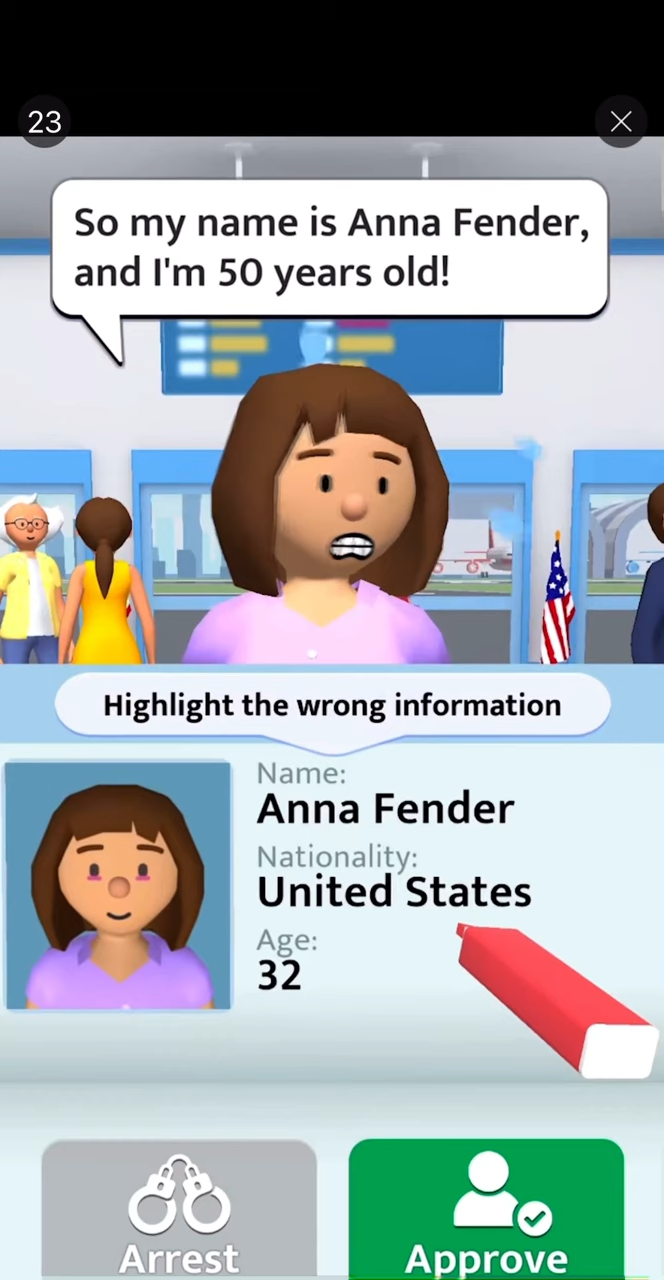 23
So my name is Anna Fender,
and I'm 50 years old!
Highlight the wrong information
Name:
Anna Fender
Nationality:
United States
Age:
32
Arrest
Approve